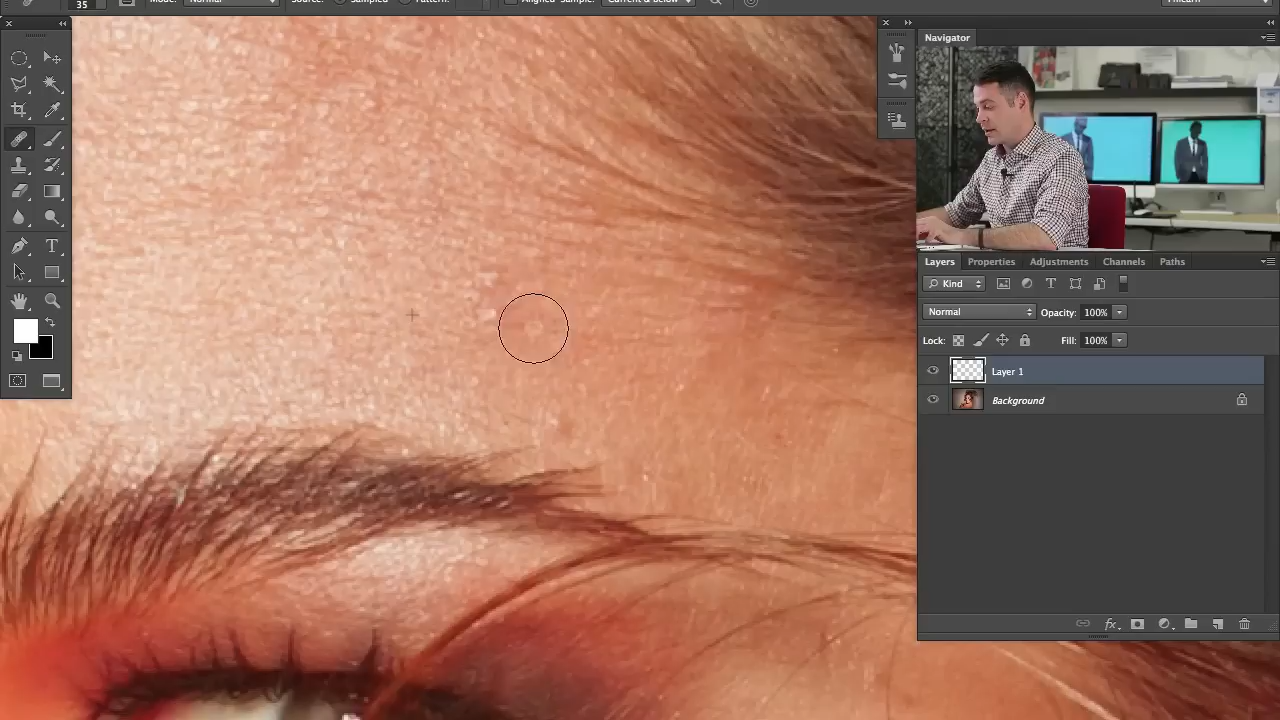 35 Mode: Normal Source: Sampled Pattern: Aligned Sample: Current & Below
Navigator
Layers Properties Adjustments Channels Paths
Kind
Normal Opacity: 100%
Lock: Fill: 100%
Layer 1
Background